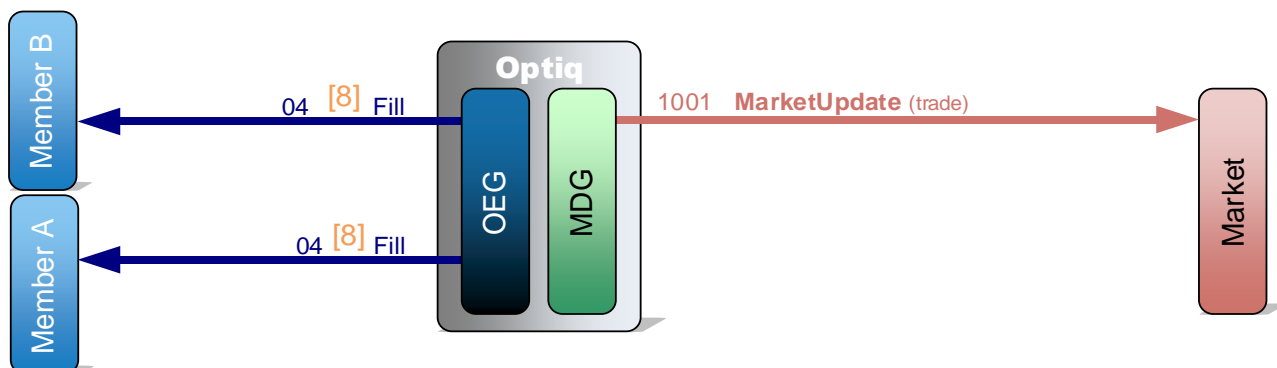 Optiq
Member B
04 [8] Fill
1001 MarketUpdate (trade)
OEG
MDG
Market
Member A
04 [8] Fill